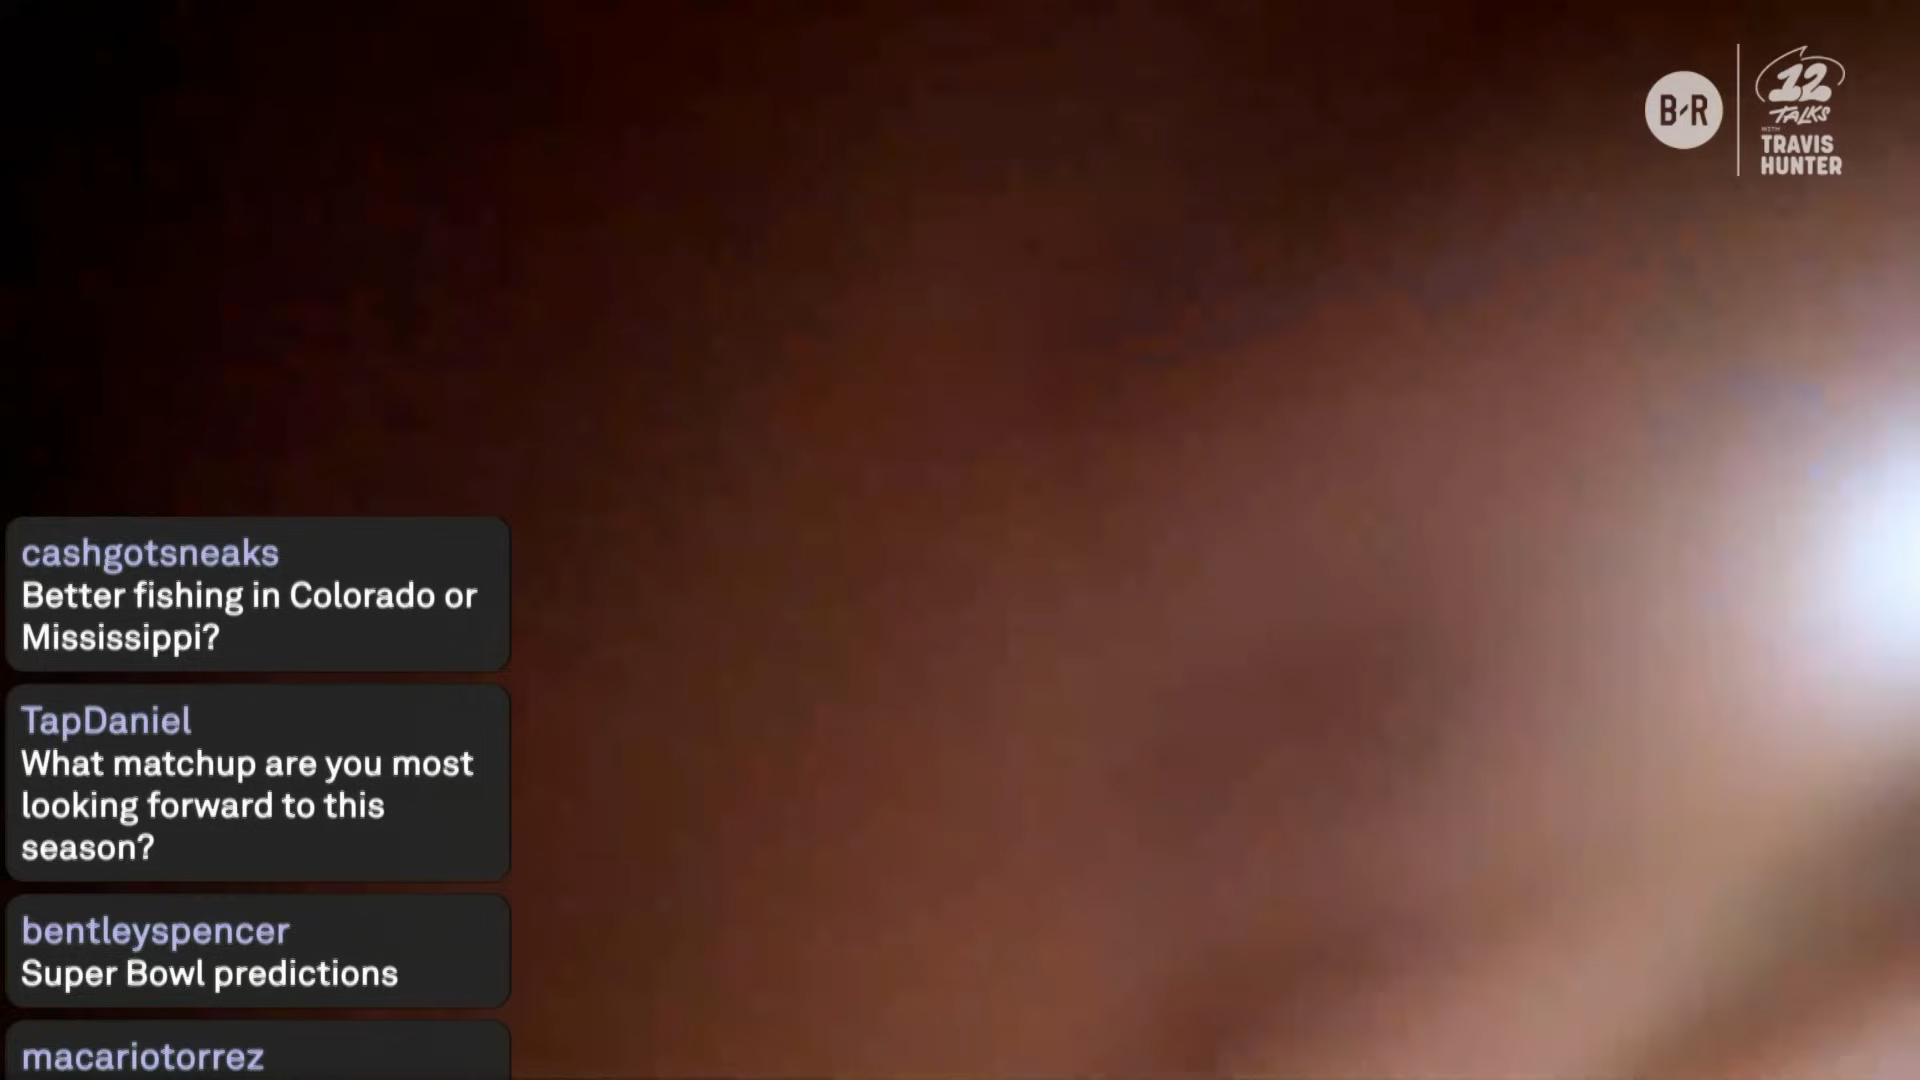 B-R
12
TALKS
WITH
TRAVIS
HUNTER
cashgotsneaks
Better fishing in Colorado or
Mississippi?
TapDaniel
What matchup are you most
looking forward to this
season?
bentleyspencer
Super Bowl predictions
macariotorrez